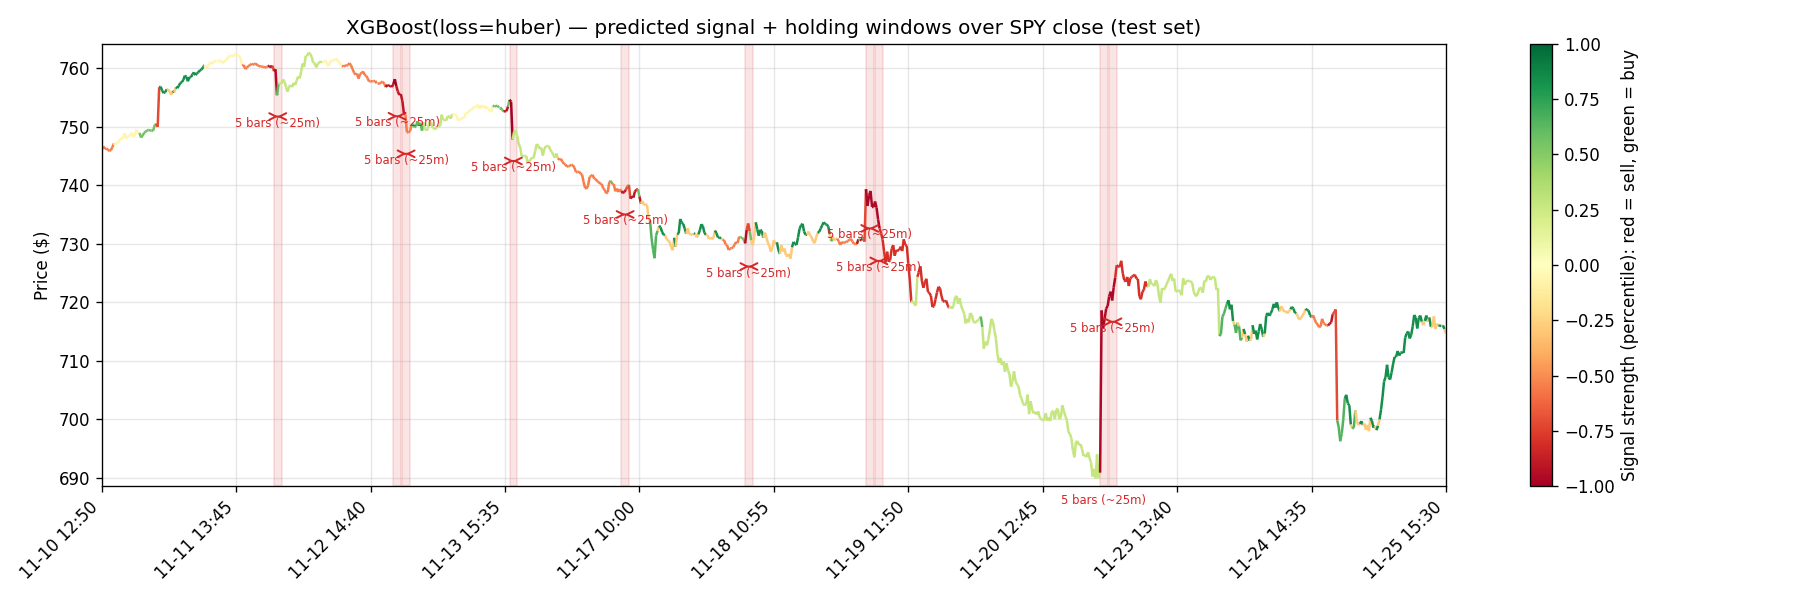 XGBoost(loss=huber) — predicted signal + holding windows over SPY close (test set)
Price ($)
760
750
740
730
720
710
700
690
5 bars (~25m)
5 bars (~25m)
5 bars (~25m)
5 bars (~25m)
5 bars (~25m)
5 bars (~25m)
5 bars (~25m)
5 bars (~25m)
5 bars (~25m)
5 bars (~25m)
11-10 12:50
11-11 13:45
11-12 14:40
11-13 15:35
11-17 10:00
11-18 10:55
11-19 11:50
11-20 12:45
11-23 13:40
11-24 14:35
11-25 15:30
1.00
0.75
0.50
0.25
0.00
−0.25
−0.50
−0.75
−1.00
Signal strength (percentile): red = sell, green = buy